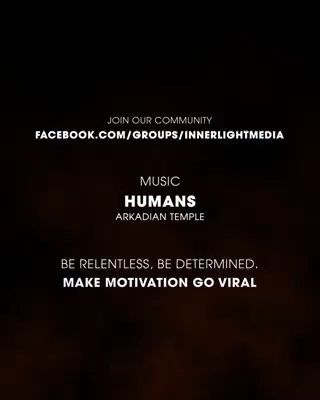 JOIN OUR COMMUNITY
FACEBOOK.COM/GROUPS/INNERLIGHTMEDIA
MUSIC
HUMANS
ARKADIAN TEMPLE
BE RELENTLESS, BE DETERMINED.
MAKE MOTIVATION GO VIRAL